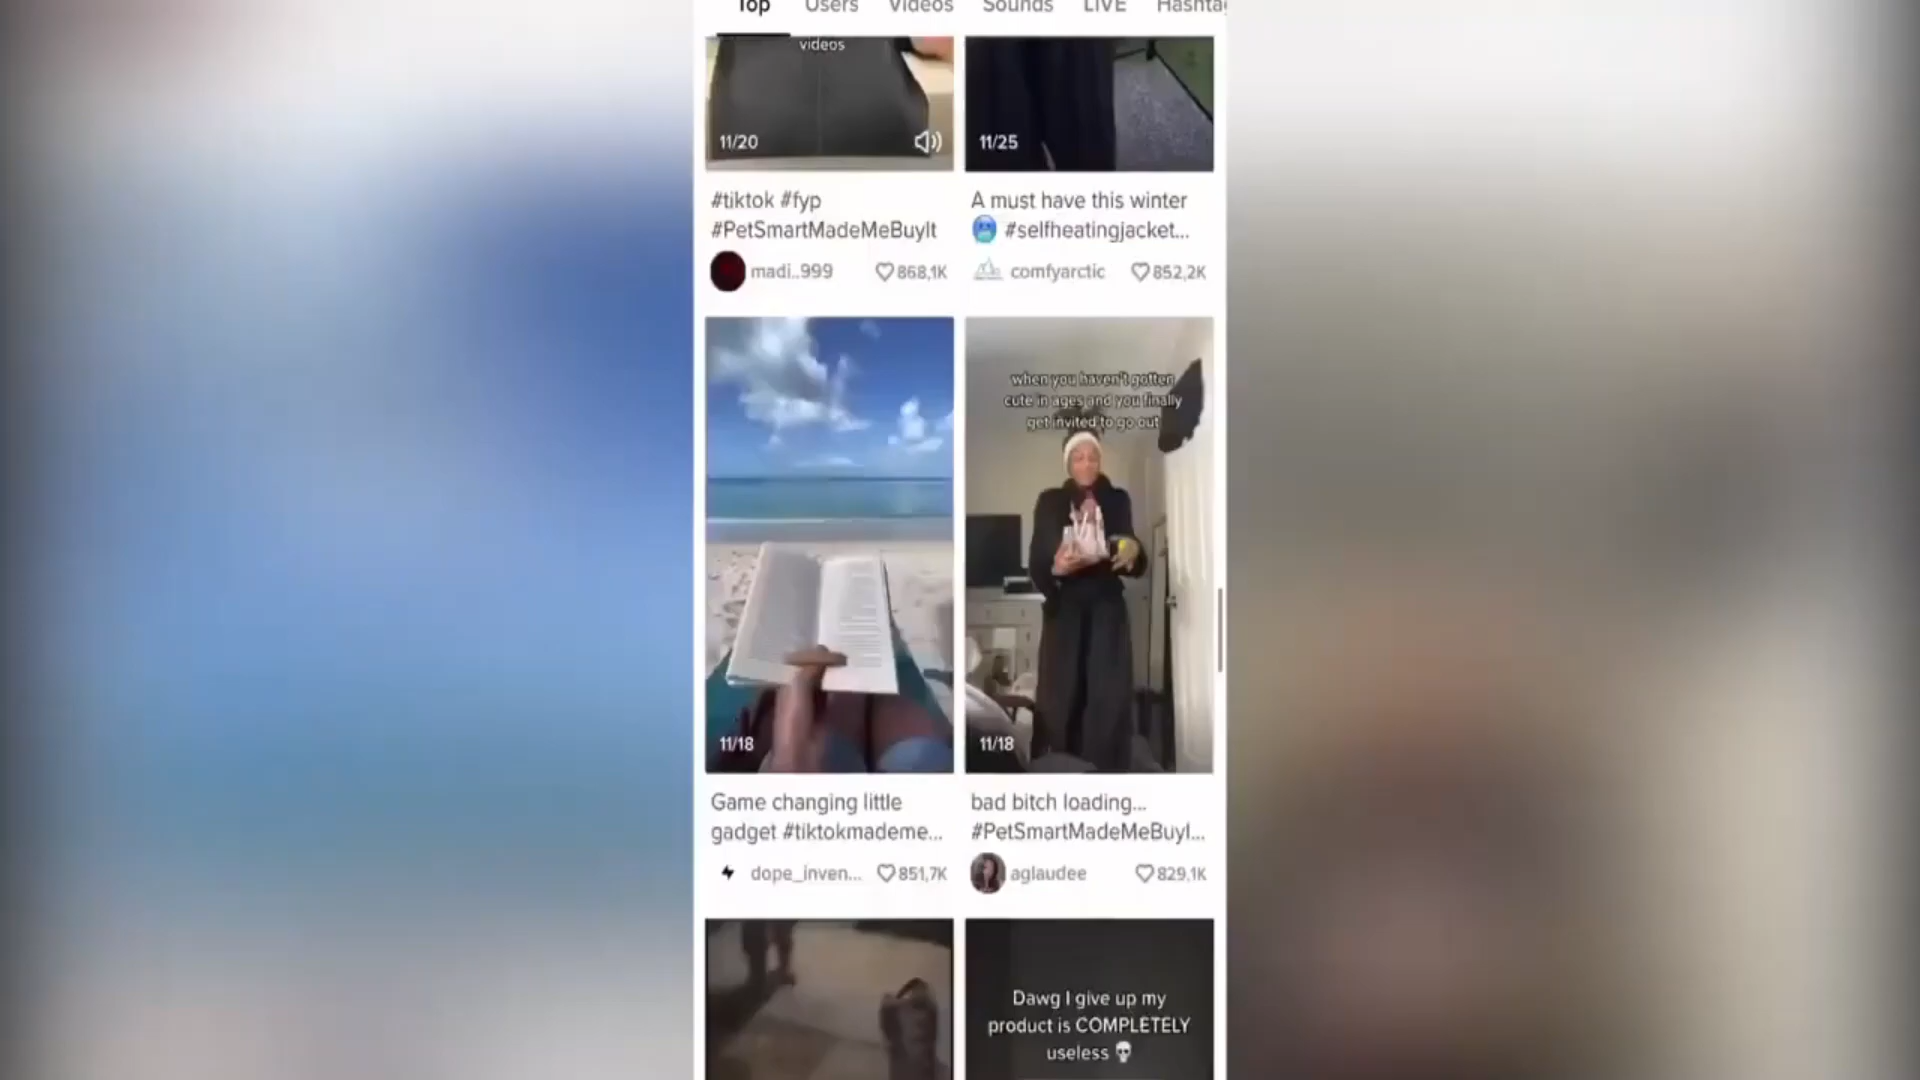 Top Users Videos Sounds LIVE Hashtag
videos
11/20
11/25
#tiktok #fyp
#PetSmartMadeMeBuyIt
madi..999 868,1K
A must have this winter
#selfheatingjacket...
comfyarctic 852,2K
11/18
Game changing little
gadget #tiktokmademe...
dope_inven... 851,7K
when you haven't gotten
cute in ages and you finally
get invited to go out
11/18
bad bitch loading...
#PetSmartMadeMeBuyI...
aglaudee 829,1K
Dawg I give up my
product is COMPLETELY
useless 💀